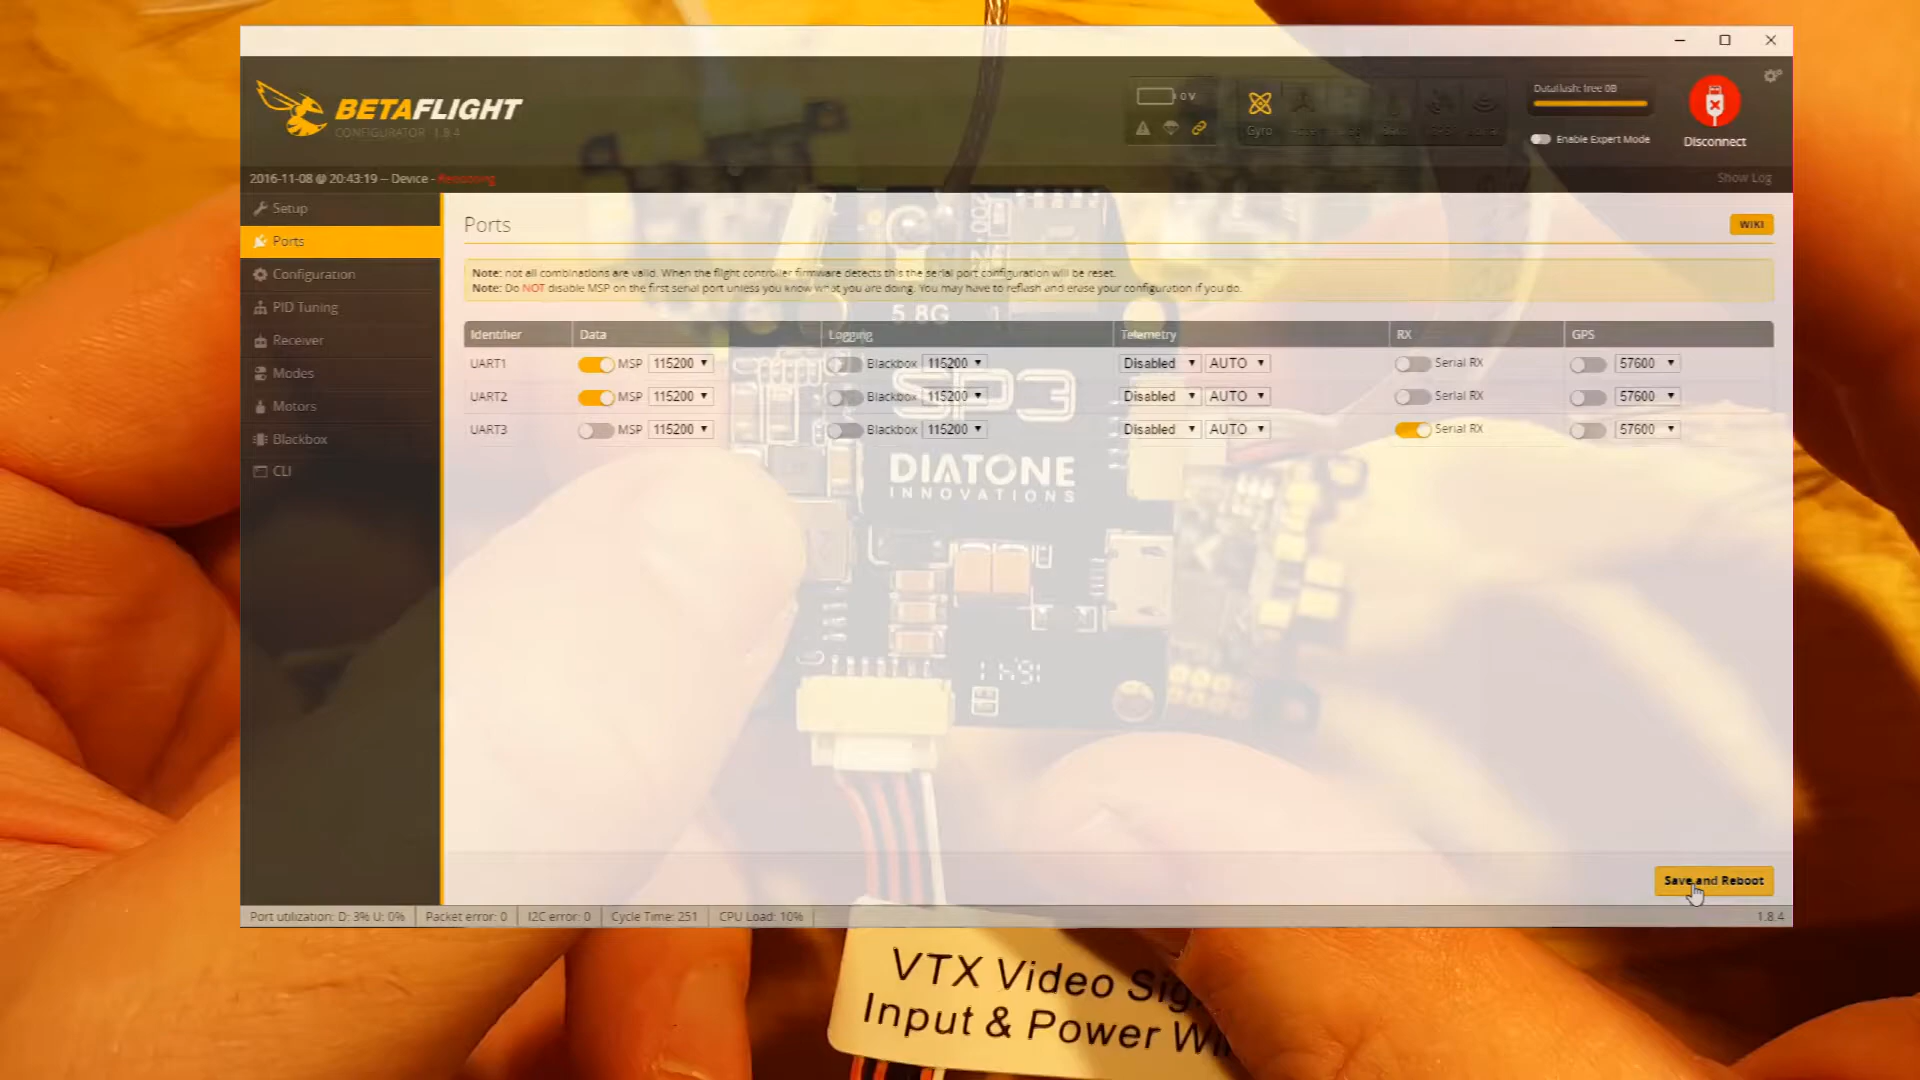 BETAFLIGHT
CONFIGURATOR 1.8.4
0 V
Gyro
Dataflash: free 0B
Enable Expert Mode
Disconnect
2016-11-08 @ 20:43:19 -- Device -
Show Log
Setup
Ports
Configuration
PID Tuning
Receiver
Modes
Motors
Blackbox
CLI
Ports
WIKI
Note: not all combinations are valid. When the flight controller firmware detects this the serial port configuration will be reset.
Note: Do NOT disable MSP on the first serial port unless you know what you are doing. You may have to reflash and erase your configuration if you do.
Identifier Data Logging Telemetry RX GPS
UART1 MSP 115200 Blackbox 115200 Disabled AUTO Serial RX 57600
UART2 MSP 115200 Blackbox 115200 Disabled AUTO Serial RX 57600
UART3 MSP 115200 Blackbox 115200 Disabled AUTO Serial RX 57600
5.8G 1
SP3
DIATONE
INNOVATIONS
Save and Reboot
Port utilization: D: 3% U: 0% Packet error: 0 I2C error: 0 Cycle Time: 251 CPU Load: 10% 1.8.4
VTX Video
Input & Power